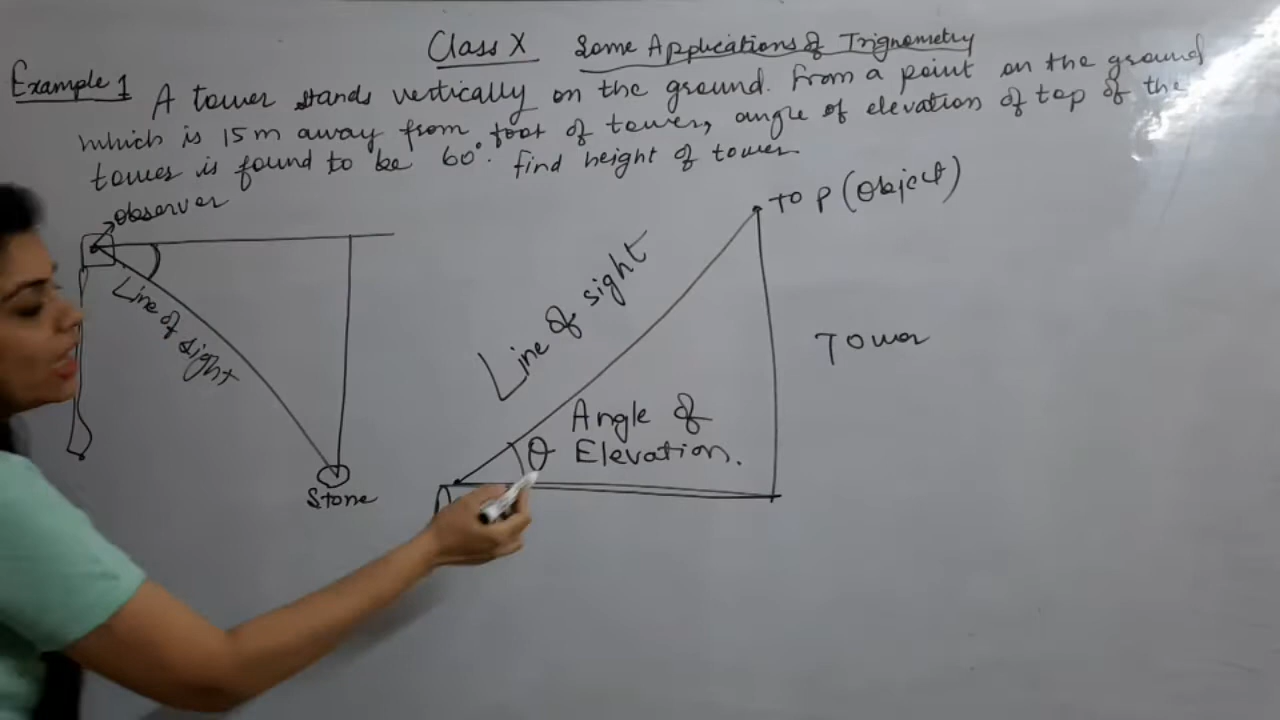 Class X Some Applications of Trignometry
Example 1 A tower stands vertically on the ground. From a point on the ground
which is 15 m away from foot of tower, angle of elevation of top of the
tower is found to be 60°. find height of tower
observer
Line of sight
Stone
Top (object)
Line of sight
Tower
θ Angle of
Elevation.